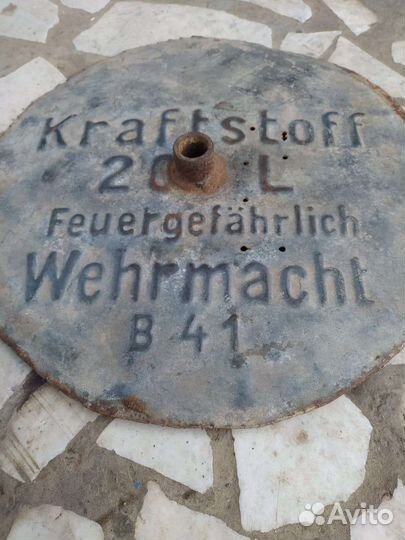 Kraftstoff
20 L
Feuergefährlich
Wehrmacht
B 41
Avito